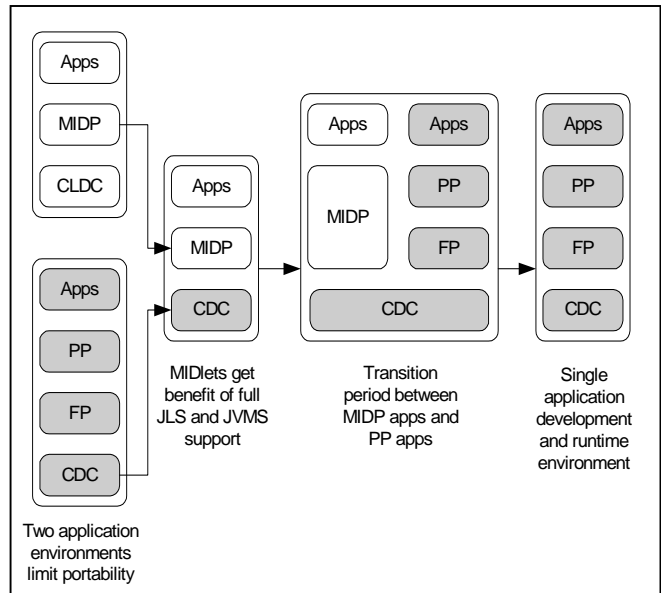 Apps
MIDP
CLDC
Apps
PP
FP
CDC
Two application
environments
limit portability
Apps
MIDP
CDC
MIDlets get
benefit of full
JLS and JVMS
support
Apps
Apps
MIDP
PP
FP
CDC
Transition
period between
MIDP apps and
PP apps
Apps
PP
FP
CDC
Single
application
development
and runtime
environment